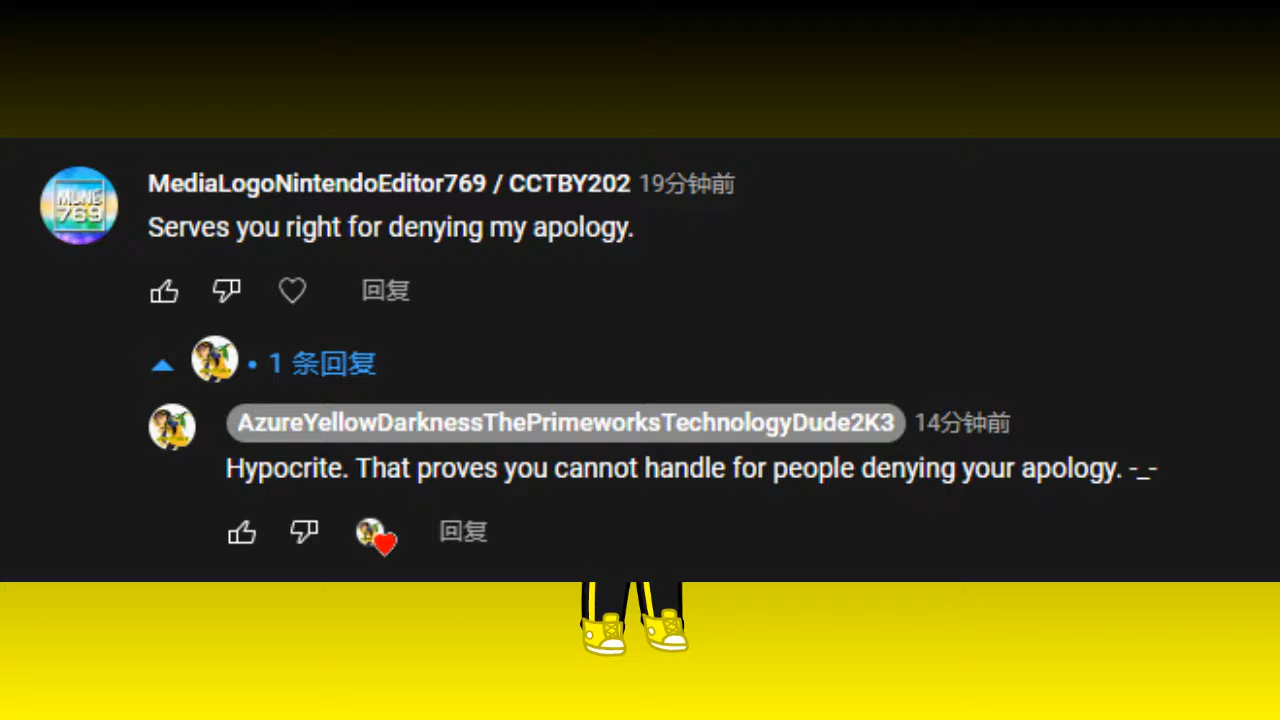 MLNE
769
MediaLogoNintendoEditor769 / CCTBY202 19分钟前
Serves you right for denying my apology.
回复
• 1 条回复
AzureYellowDarknessThePrimeworksTechnologyDude2K3 14分钟前
Hypocrite. That proves you cannot handle for people denying your apology. -_-
回复